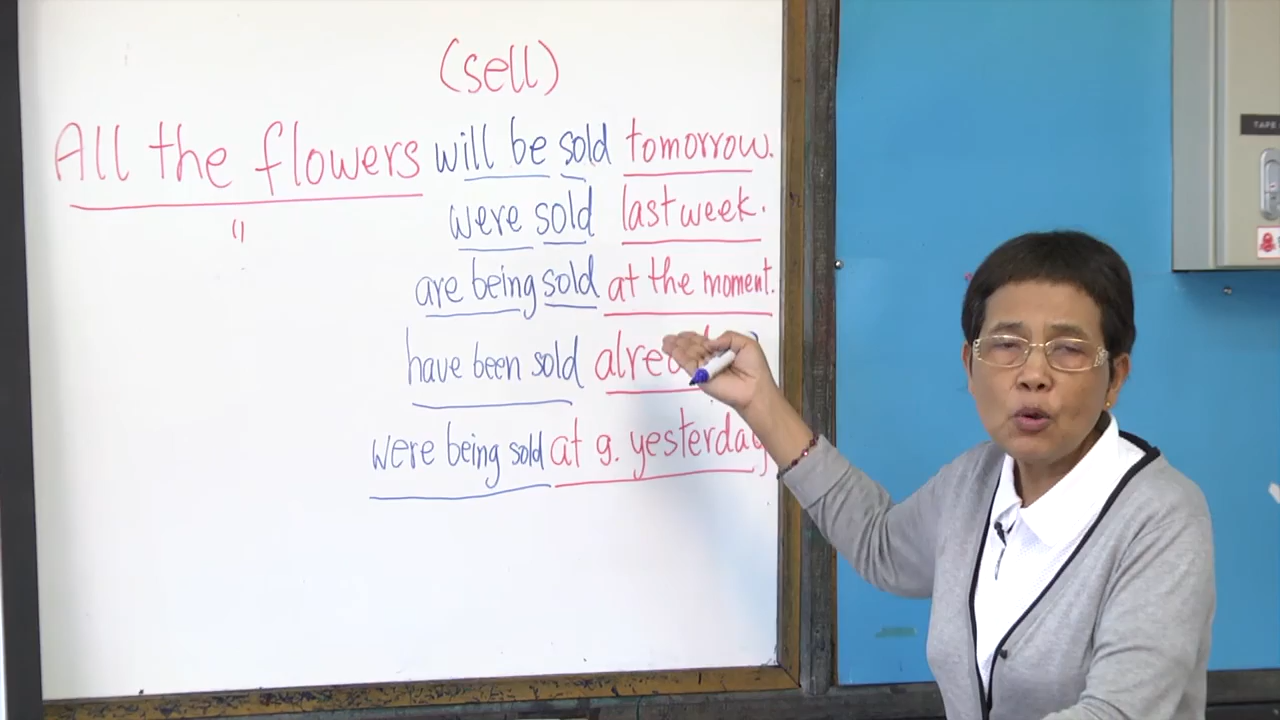 (sell)
All the flowers will be sold tomorrow.
" were sold last week.
are being sold at the moment.
have been sold
were being sold at 9. yesterday
TAPE